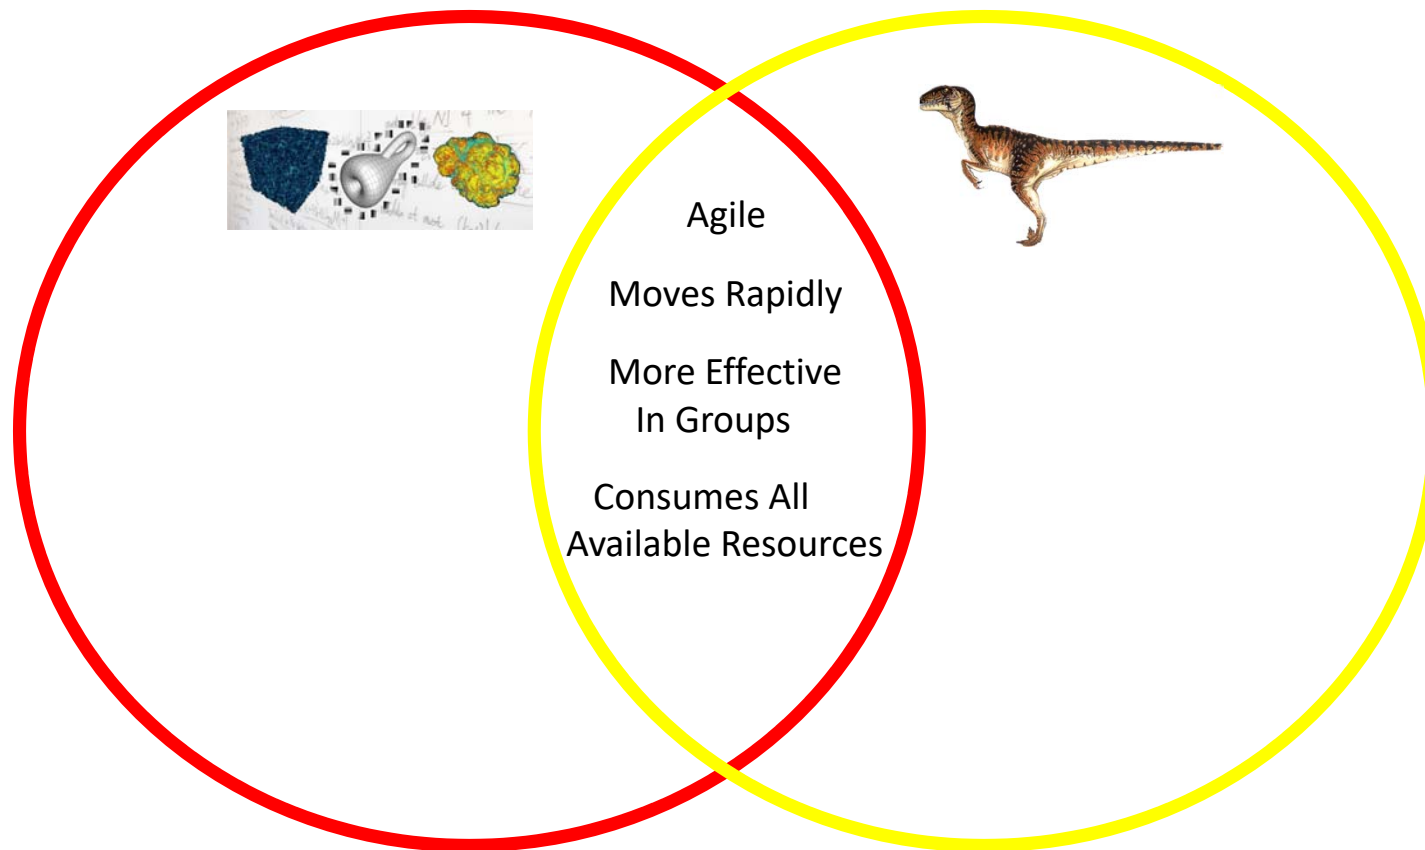 Agile
Moves Rapidly
More Effective
In Groups
Consumes All
Available Resources